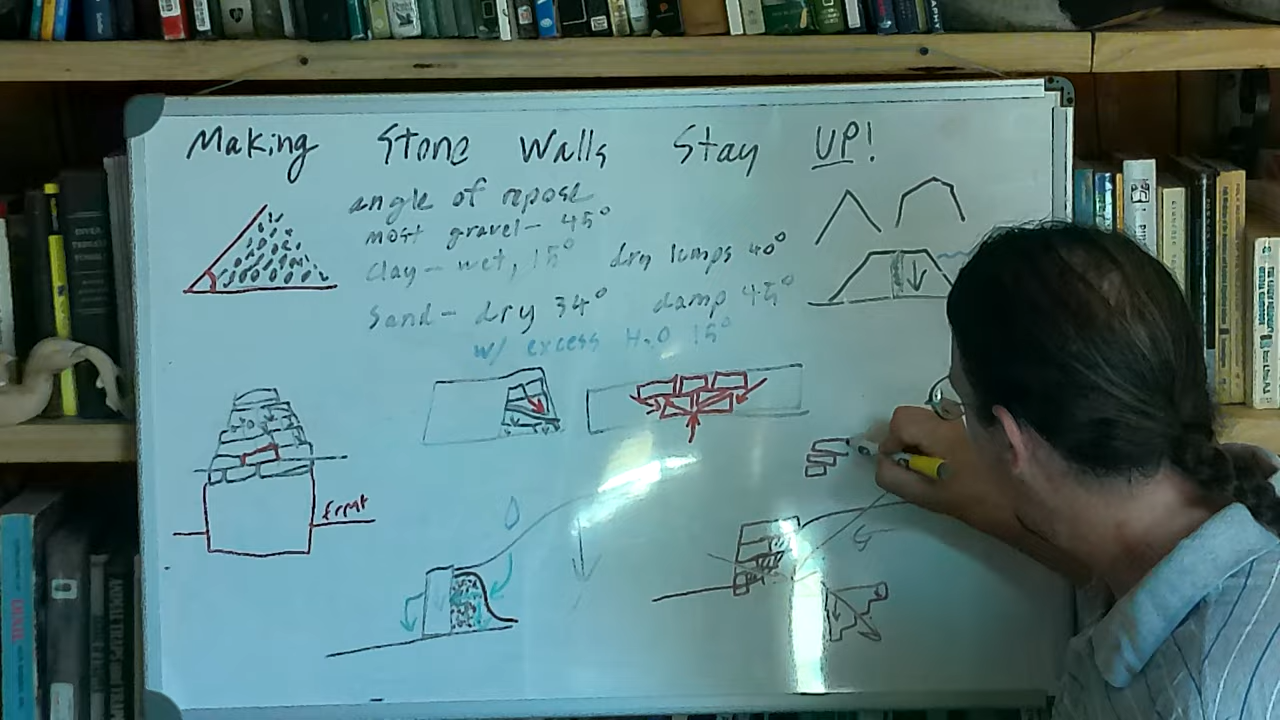 Making Stone Walls Stay UP!
angle of repose
most gravel - 45°
clay - wet, 15° dry lumps 40°
Sand - dry 34° damp 45°
w/ excess H2O 15°
frost